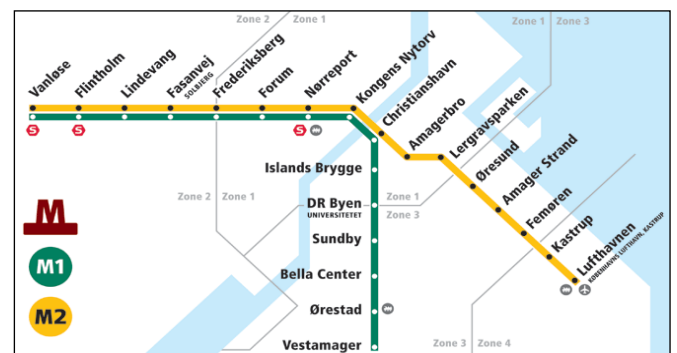 Zone 2
Zone 1
Zone 1
Zone 3
Vanløse
Flintholm
Lindevang
Fasanvej
SOLBJERG
Frederiksberg
Forum
Nørreport
Kongens Nytorv
Christianshavn
Amagerbro
Lergravsparken
Øresund
Amager Strand
Femøren
Kastrup
Lufthavnen
KØBENHAVNS LUFTHAVN, KASTRUP
S
S
S
Islands Brygge
Zone 2
Zone 1
DR Byen
UNIVERSITETET
Zone 1
Zone 3
Sundby
Bella Center
Ørestad
Vestamager
M
M1
M2
Zone 3
Zone 4